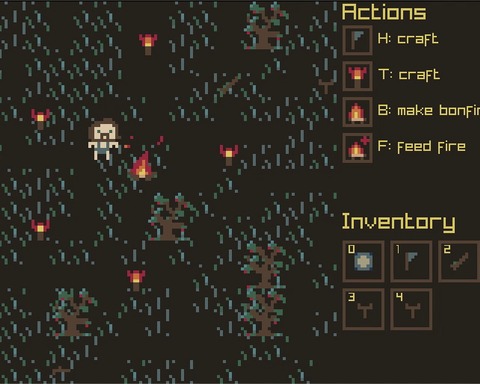 Actions
H: craft
T: craft
B: make bonfir
F: feed fire
Inventory
0 1 2
3 4